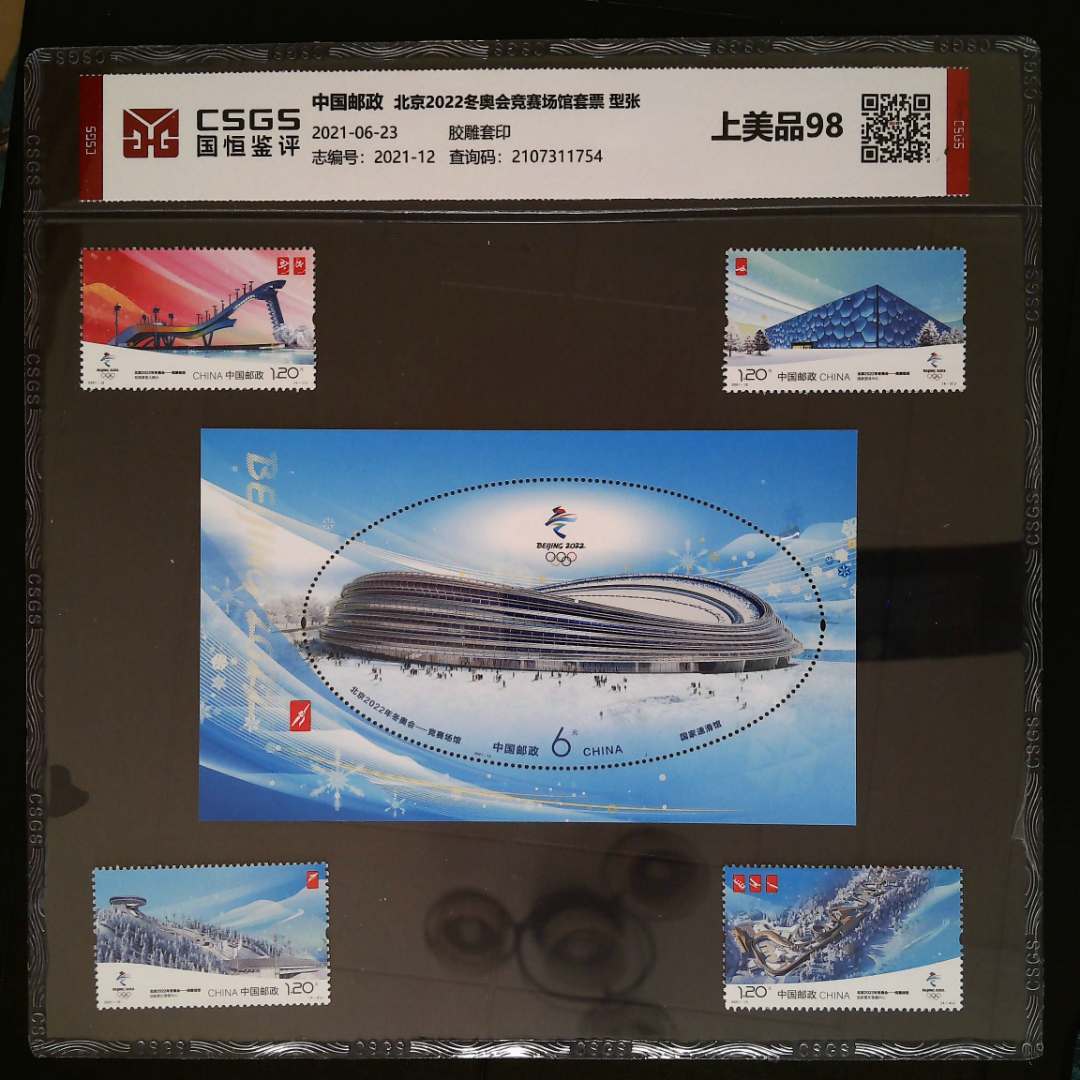 中国邮政 北京2022冬奥会竞赛场馆套票 型张
CSGS
国恒鉴评
2021-06-23 胶雕套印
志编号：2021-12 查询码：2107311754
上美品98
CSGS
CSGS
CHINA 中国邮政 1.20
1.20 中国邮政 CHINA
BEIJING 2022
北京2022年冬奥会——竞赛场馆
中国邮政 6元 CHINA
国家速滑馆
CHINA 中国邮政 1.20
1.20 中国邮政 CHINA